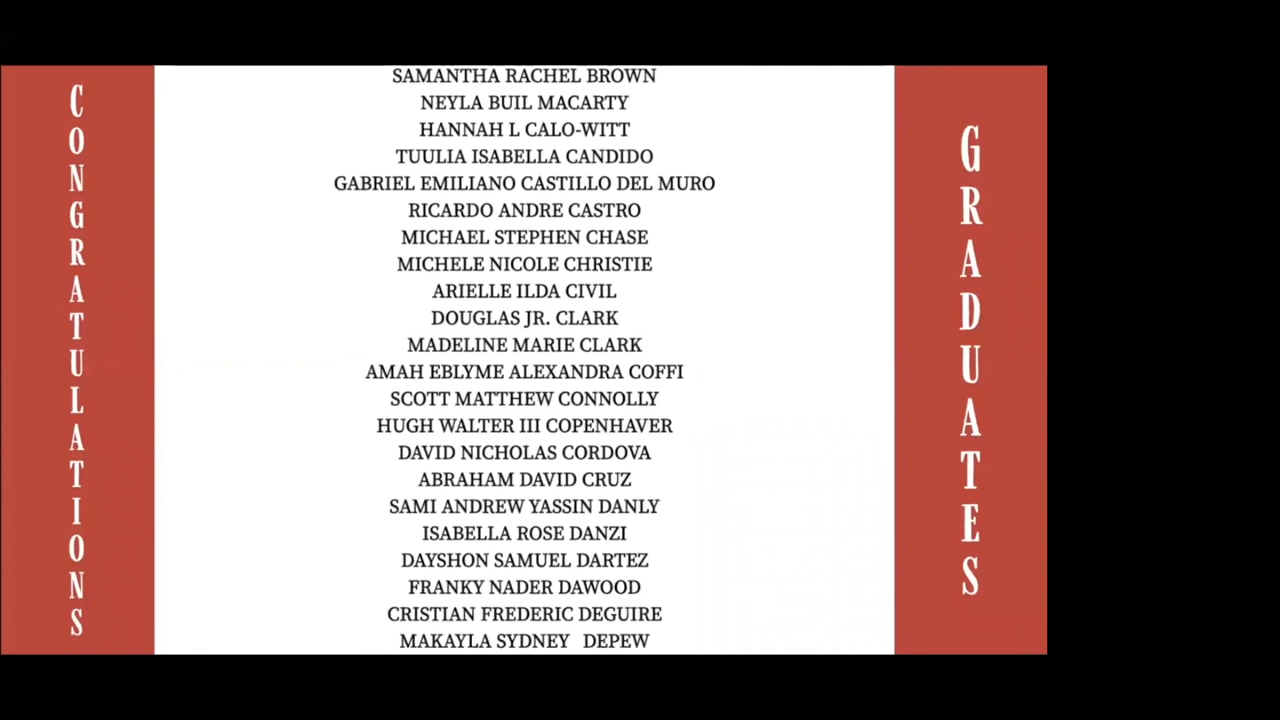 CONGRATULATIONS
SAMANTHA RACHEL BROWN
NEYLA BUIL MACARTY
HANNAH L CALO-WITT
TUULIA ISABELLA CANDIDO
GABRIEL EMILIANO CASTILLO DEL MURO
RICARDO ANDRE CASTRO
MICHAEL STEPHEN CHASE
MICHELE NICOLE CHRISTIE
ARIELLE ILDA CIVIL
DOUGLAS JR. CLARK
MADELINE MARIE CLARK
AMAH EBLYME ALEXANDRA COFFI
SCOTT MATTHEW CONNOLLY
HUGH WALTER III COPENHAVER
DAVID NICHOLAS CORDOVA
ABRAHAM DAVID CRUZ
SAMI ANDREW YASSIN DANLY
ISABELLA ROSE DANZI
DAYSHON SAMUEL DARTEZ
FRANKY NADER DAWOOD
CRISTIAN FREDERIC DEGUIRE
MAKAYLA SYDNEY DEPEW
GRADUATES